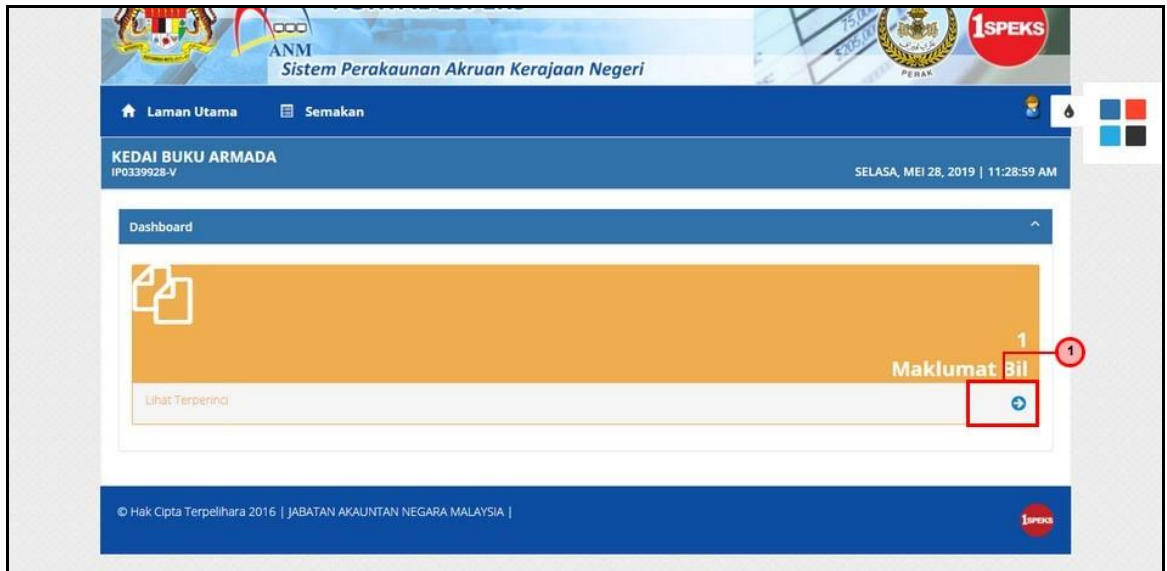 ANM
Sistem Perakaunan Akruan Kerajaan Negeri
PERAK
1SPEKS
Laman Utama
Semakan
KEDAI BUKU ARMADA
IP0339928-V
SELASA, MEI 28, 2019 | 11:28:59 AM
Dashboard
1
Maklumat Bil
1
Lihat Terperinci
© Hak Cipta Terpelihara 2016 | JABATAN AKAUNTAN NEGARA MALAYSIA |
1SPEKS